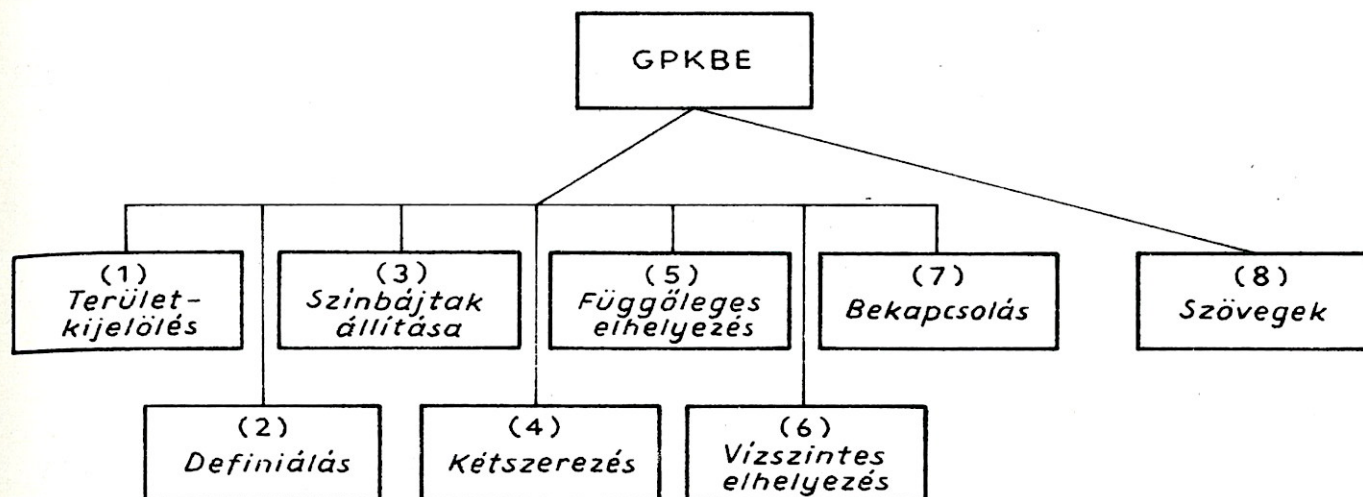 GPKBE
(1)
Terület-
kijelölés
(3)
Színbájtak
állítása
(5)
Függőleges
elhelyezés
(7)
Bekapcsolás
(8)
Szövegek
(2)
Definiálás
(4)
Kétszerezés
(6)
Vízszintes
elhelyezés